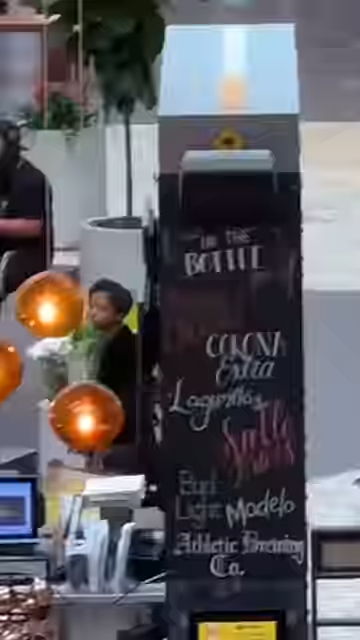 IN THE
BOTTLE
CORONA
Extra
Lagunitas
Bud
Light Modelo
Athletic Brewing
Co.